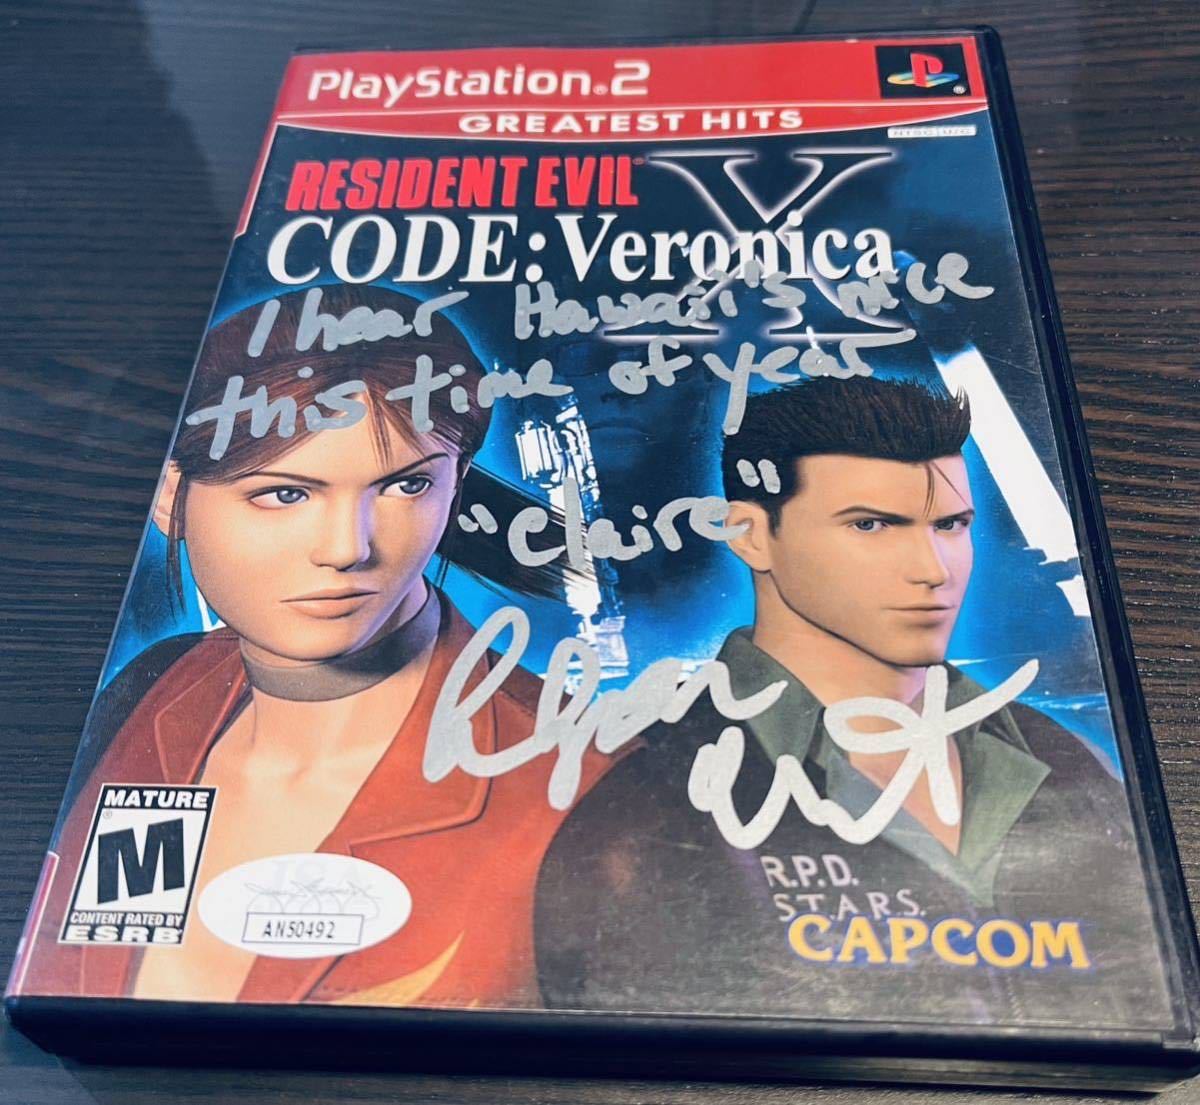 PlayStation®2
GREATEST HITS
NTSC U/C
RESIDENT EVIL®
CODE:Veronica
X
I hear Hawaii's nice
this time of year
"Claire"
R.P.D.
S.T.A.R.S.
CAPCOM
MATURE
M
CONTENT RATED BY
ESRB
AN50492